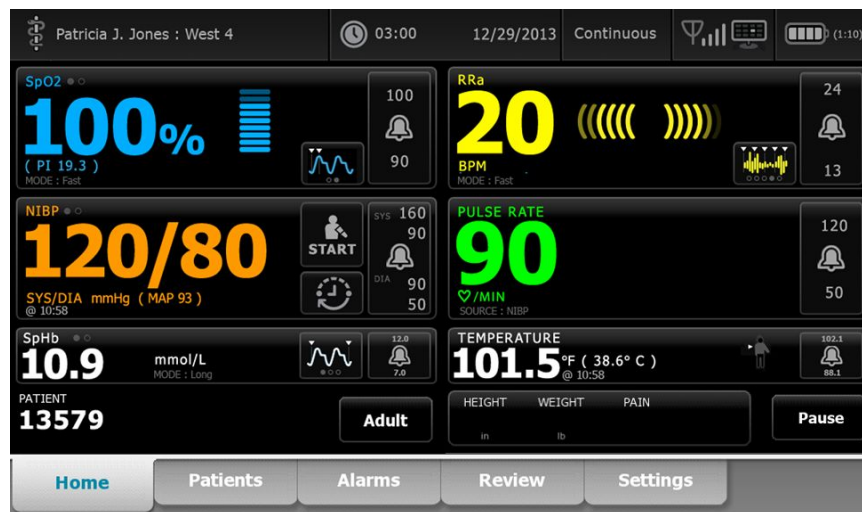 Patricia J. Jones : West 4
03:00
12/29/2013
Continuous
(1:10)
SpO2
100%
( PI 19.3 )
MODE : Fast
100
90
RRa
20
BPM
MODE : Fast
24
13
NIBP
120/80
SYS/DIA mmHg ( MAP 93 )
@ 10:58
START
SYS 160
90
DIA 90
50
PULSE RATE
90
/MIN
SOURCE : NIBP
120
50
SpHb
10.9
mmol/L
MODE : Long
12.0
7.0
TEMPERATURE
101.5 °F ( 38.6° C )
@ 10:58
102.1
88.1
PATIENT
13579
Adult
HEIGHT WEIGHT PAIN
in lb
Pause
Home Patients Alarms Review Settings